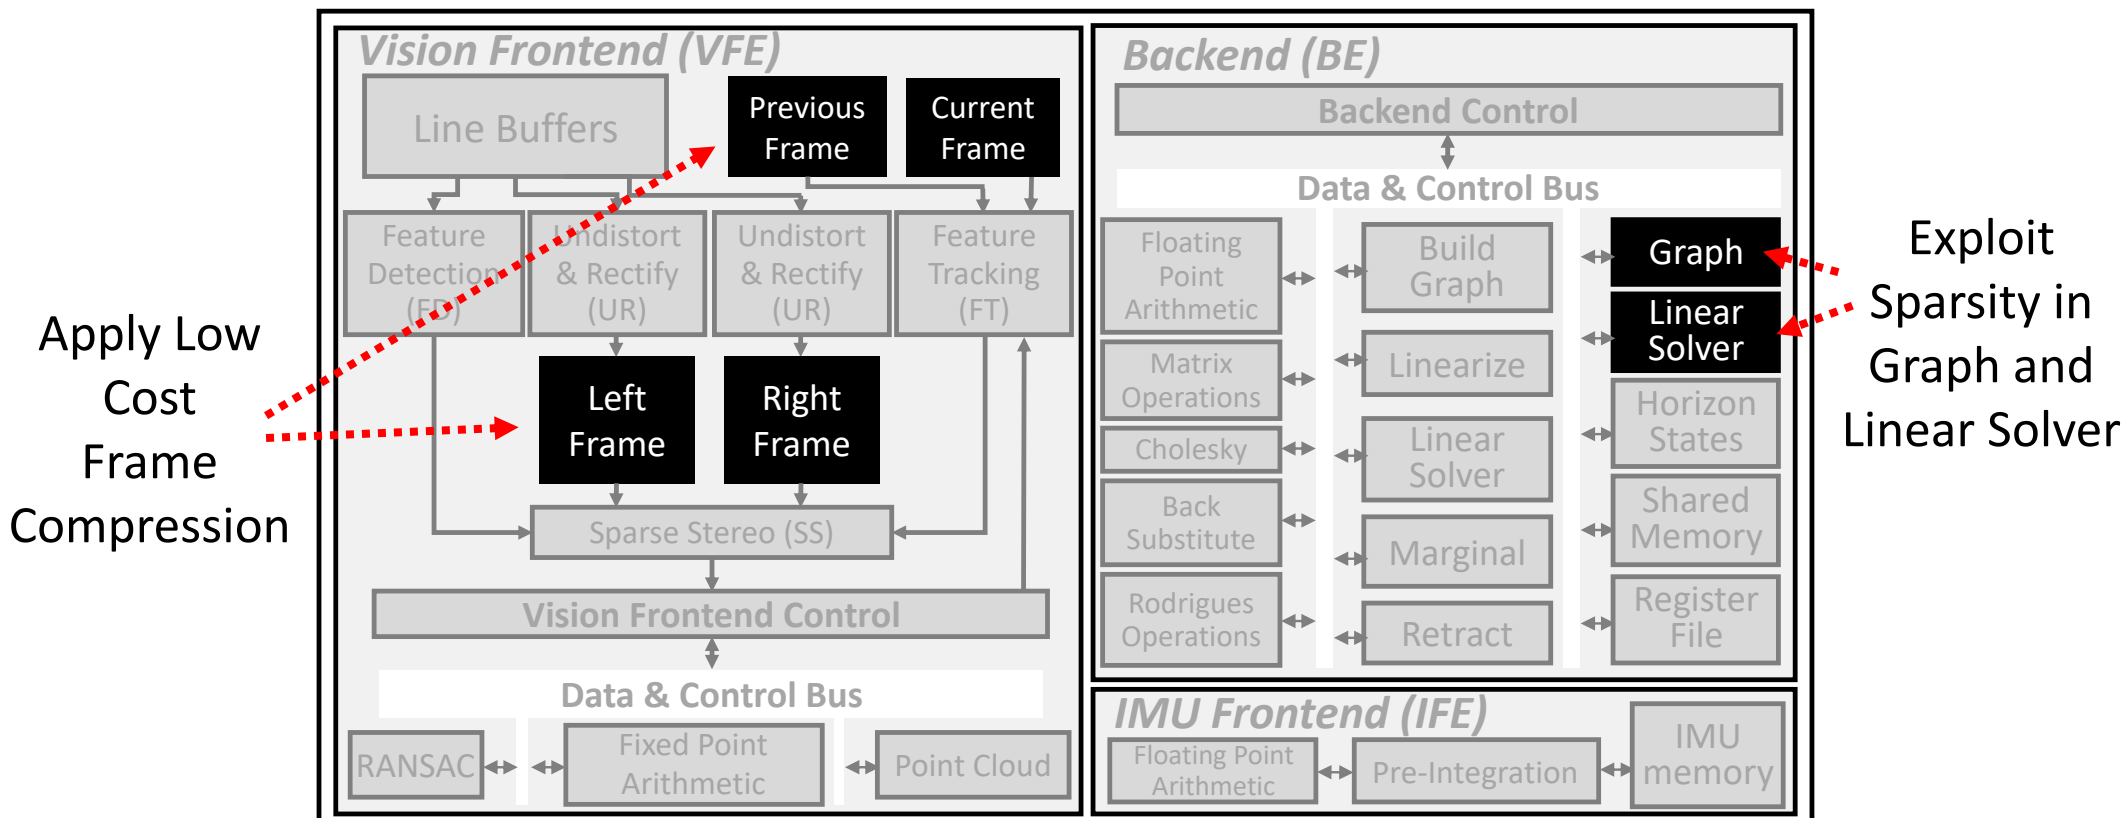 Apply Low
Cost
Frame
Compression
Vision Frontend (VFE)
Line Buffers
Previous
Frame
Current
Frame
Feature
Detection
(FD)
Undistort
& Rectify
(UR)
Undistort
& Rectify
(UR)
Feature
Tracking
(FT)
Left
Frame
Right
Frame
Sparse Stereo (SS)
Vision Frontend Control
Data & Control Bus
RANSAC
Fixed Point
Arithmetic
Point Cloud
Backend (BE)
Backend Control
Data & Control Bus
Floating
Point
Arithmetic
Matrix
Operations
Cholesky
Back
Substitute
Rodrigues
Operations
Build
Graph
Linearize
Linear
Solver
Marginal
Retract
Graph
Linear
Solver
Horizon
States
Shared
Memory
Register
File
IMU Frontend (IFE)
Floating Point
Arithmetic
Pre-Integration
IMU
memory
Exploit
Sparsity in
Graph and
Linear Solver